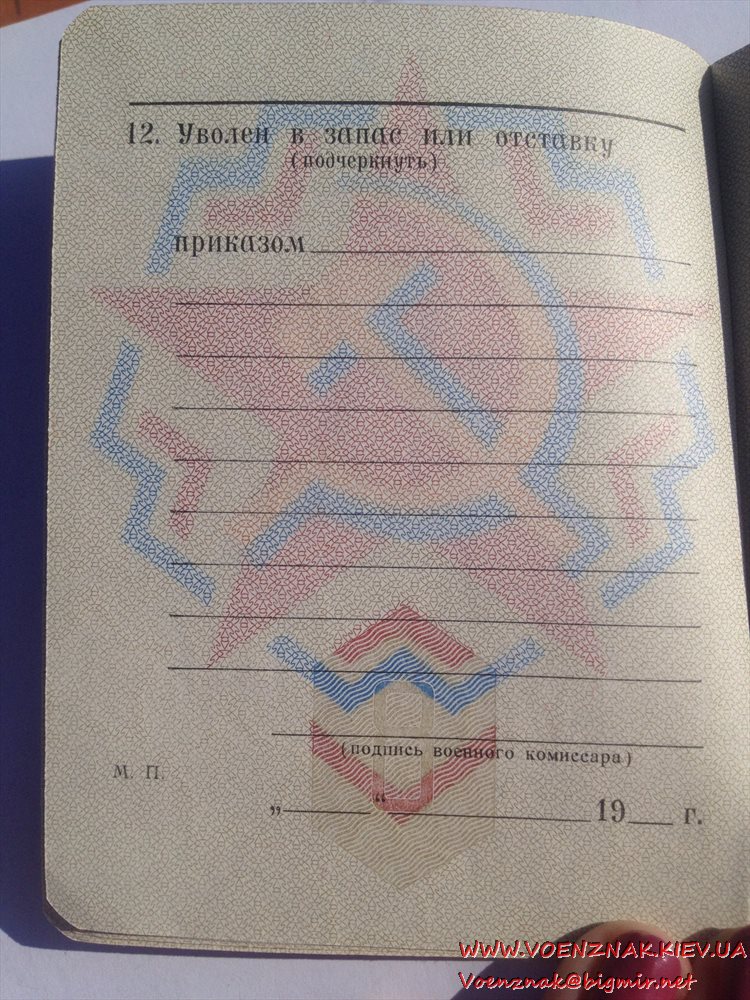 12. Уволен в запас или отставку
(подчеркнуть)
приказом
(подпись военного комиссара)
М. П.
„ “ 19 г.
WWW.VOENZNAK.KIEV.UA
Voenznak@bigmir.net